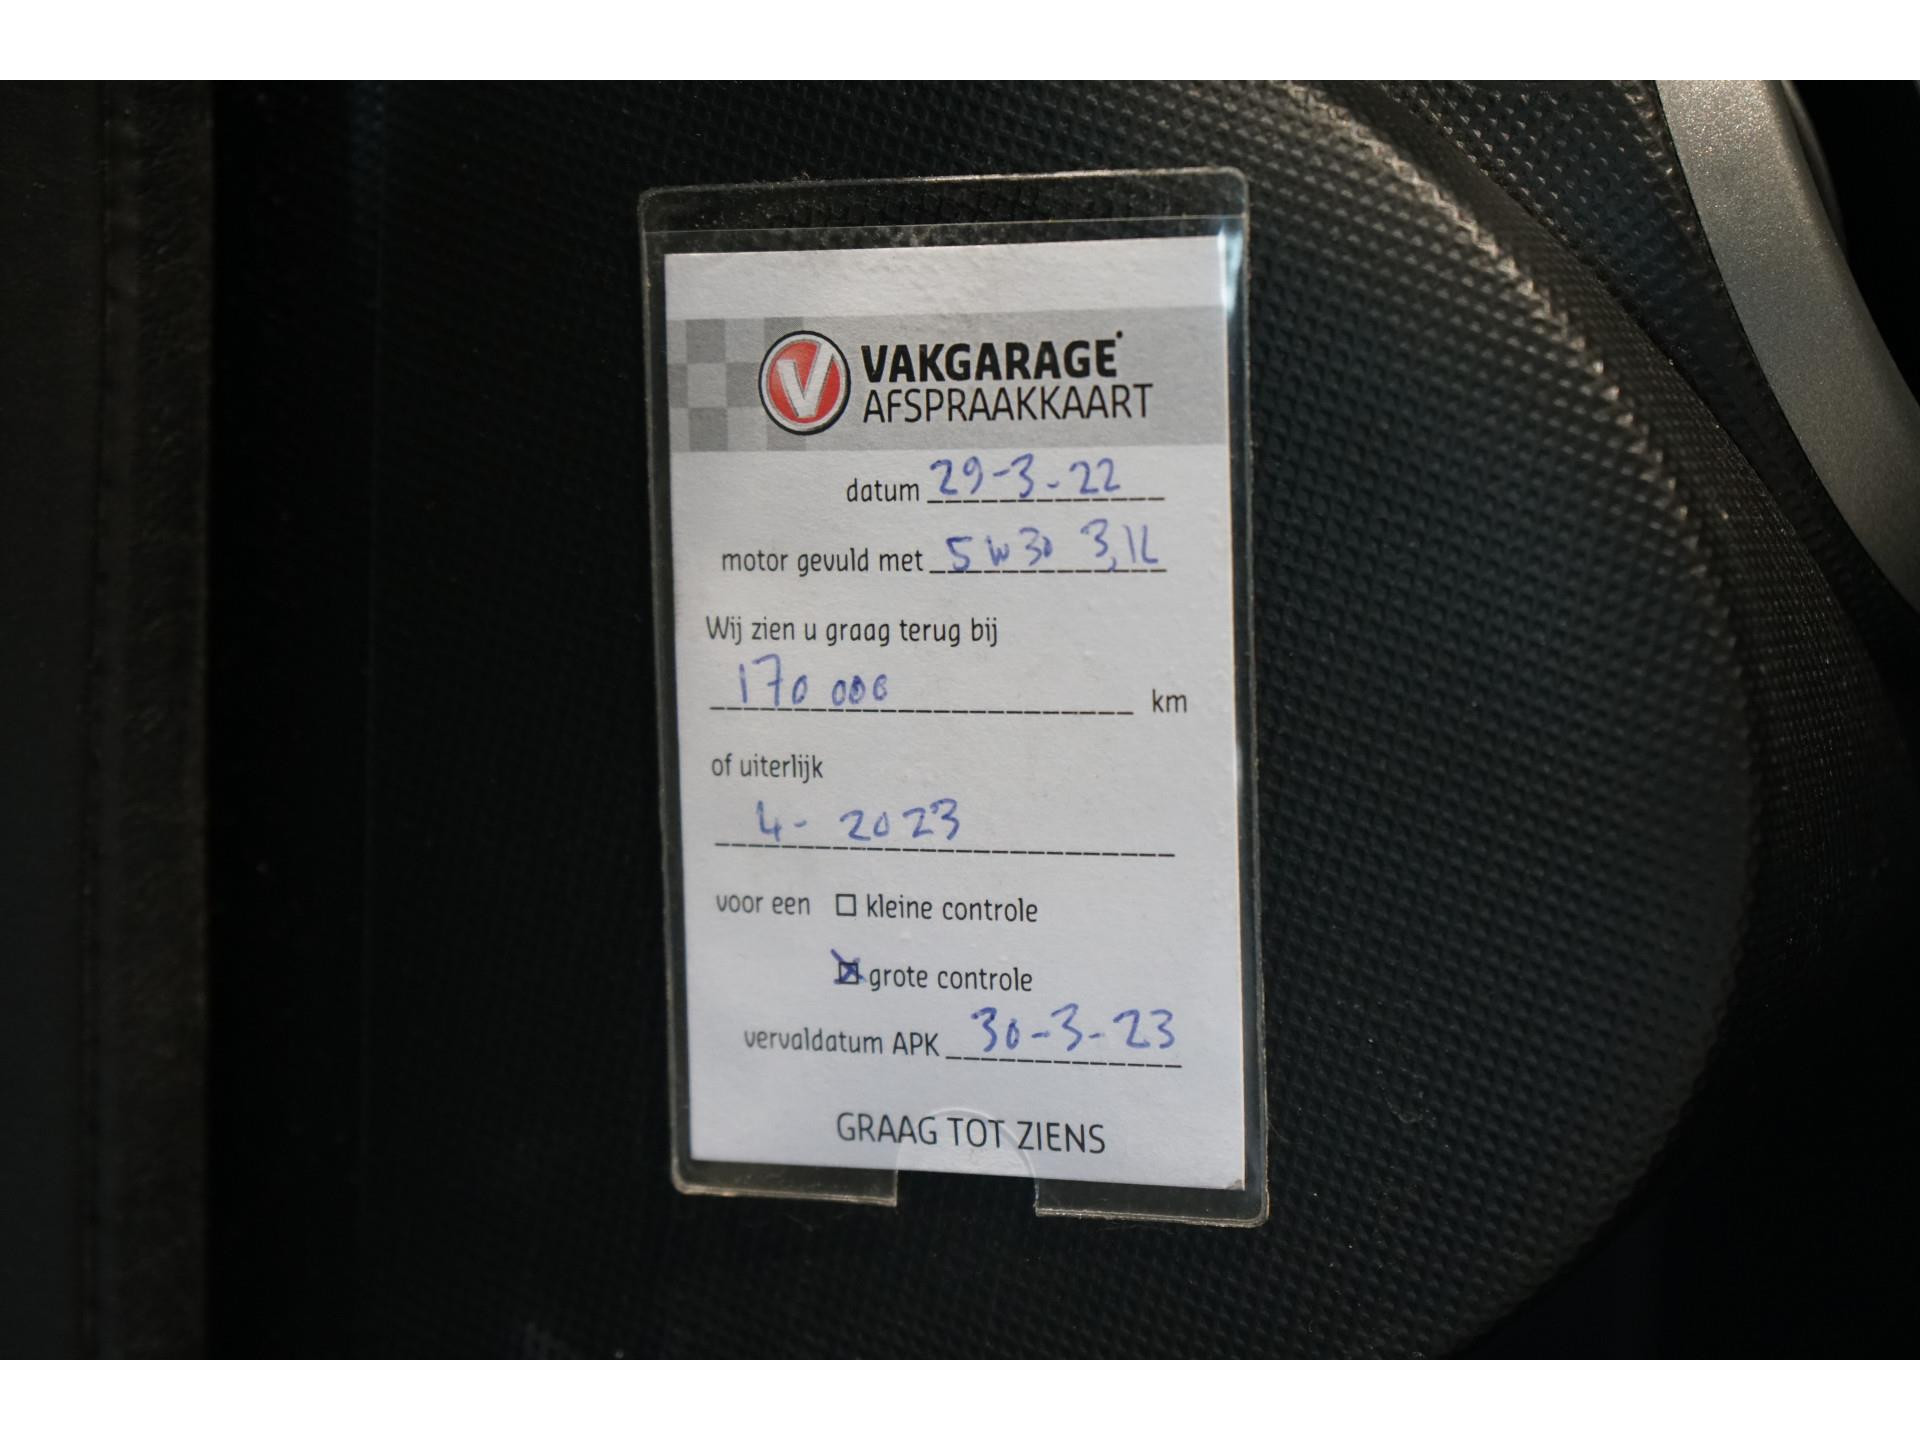 V VAKGARAGE
AFSPRAAKKAART
datum 29-3-22
motor gevuld met 5W30 3,1L
Wij zien u graag terug bij
170 000 km
of uiterlijk
4- 2023
voor een ☐ kleine controle
☒ grote controle
vervaldatum APK 30-3-23
GRAAG TOT ZIENS